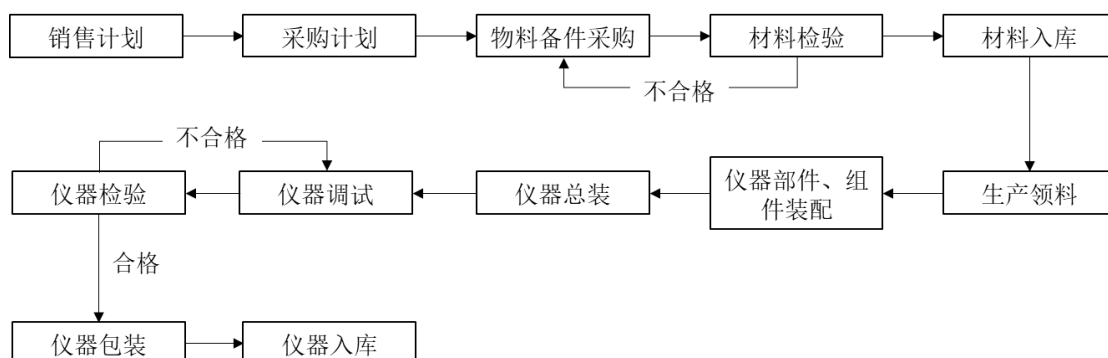 销售计划
采购计划
物料备件采购
材料检验
材料入库
不合格
不合格
仪器检验
仪器调试
仪器总装
仪器部件、组
件装配
生产领料
合格
仪器包装
仪器入库